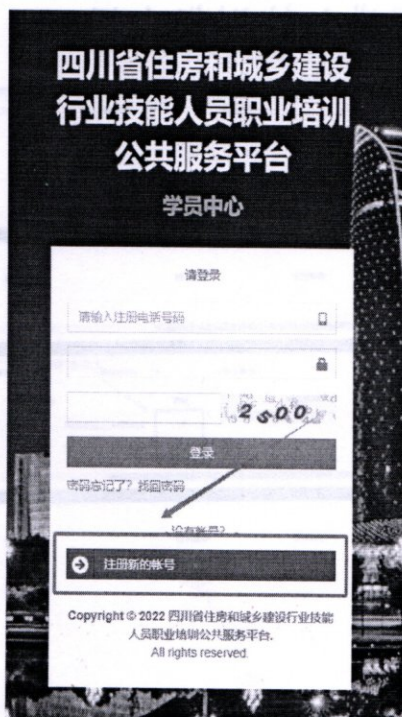 四川省住房和城乡建设
行业技能人员职业培训
公共服务平台
学员中心
请登录
请输入注册电话号码
2500
登录
密码忘记了？找回密码
没有账号？
注册新的帐号
Copyright © 2022 四川省住房和城乡建设行业技能
人员职业培训公共服务平台.
All rights reserved.